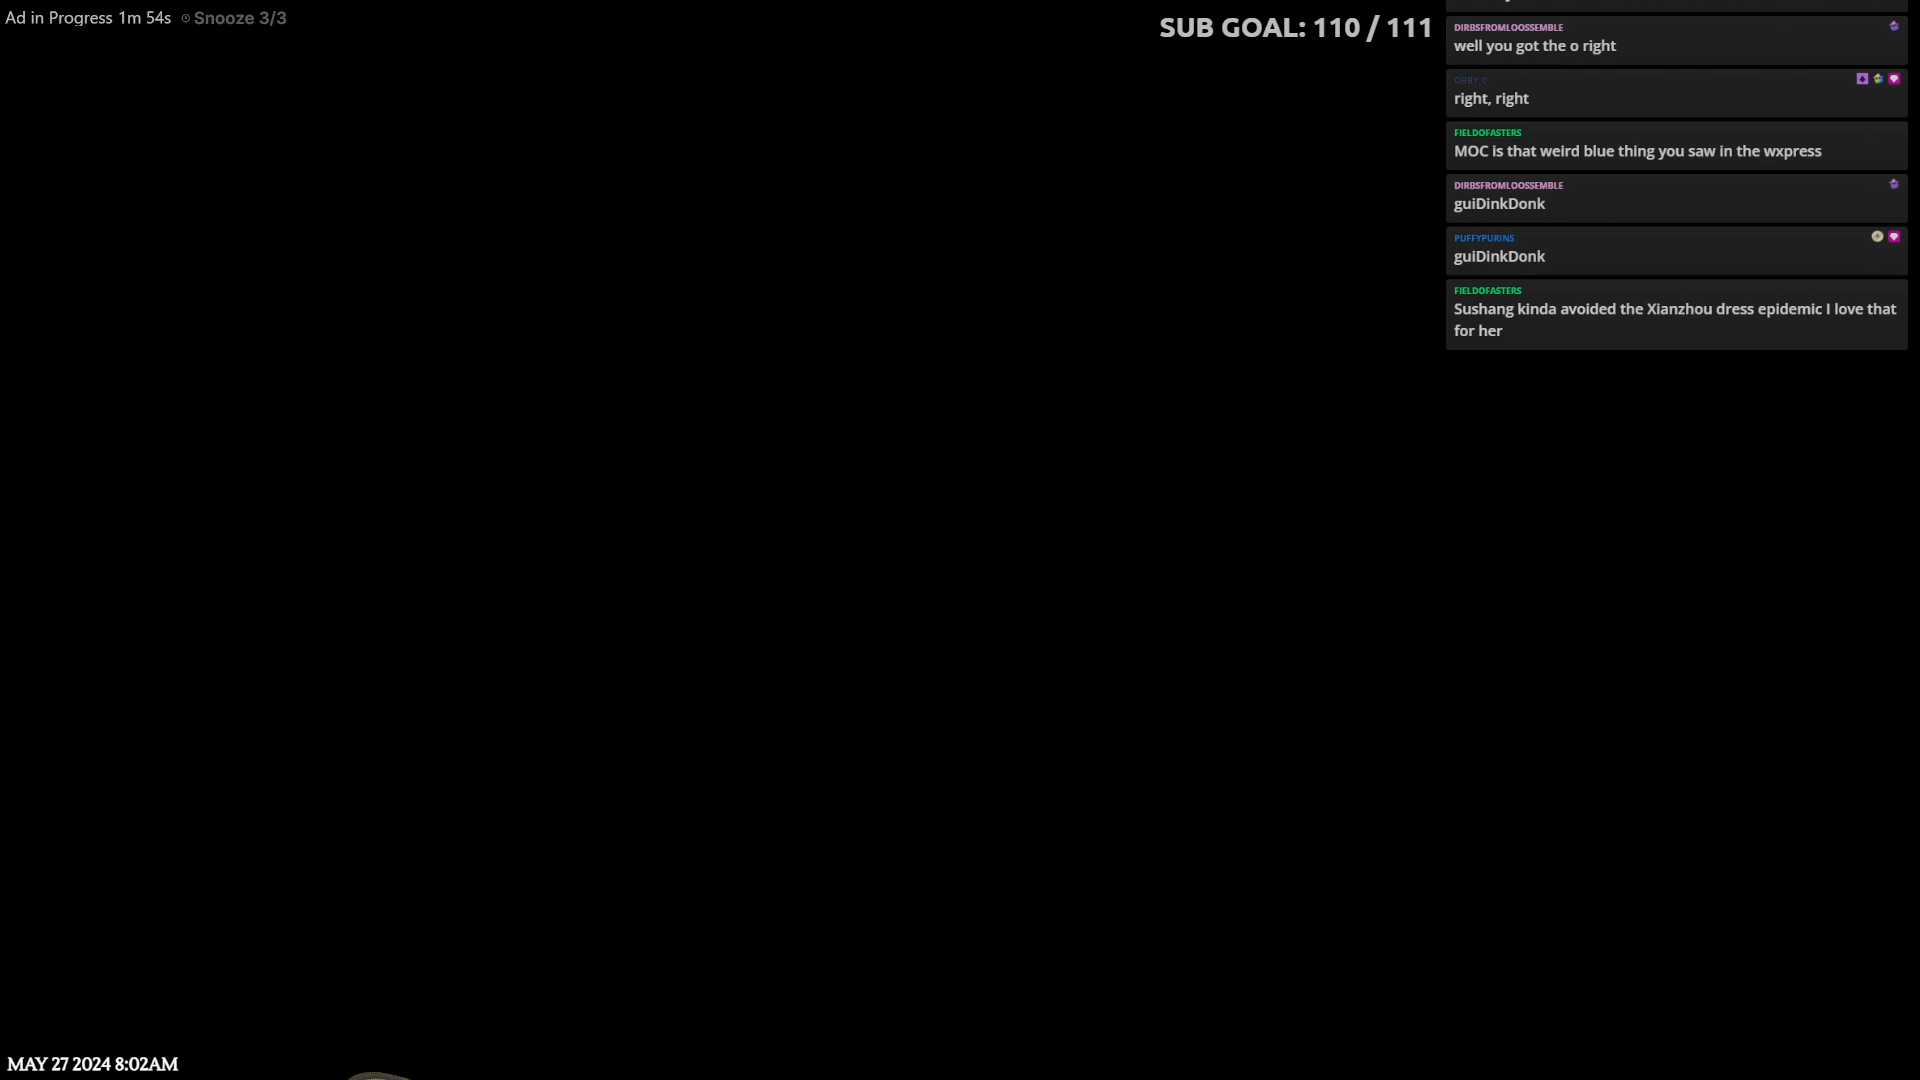 Ad in Progress 1m 54s Snooze 3/3
SUB GOAL: 110 / 111
DIRBSFROMLOOSSEMBLE
well you got the o right
OBBY_D
right, right
FIELDOFASTERS
MOC is that weird blue thing you saw in the wxpress
DIRBSFROMLOOSSEMBLE
guiDinkDonk
PUFFYPURINS
guiDinkDonk
FIELDOFASTERS
Sushang kinda avoided the Xianzhou dress epidemic I love that
for her
MAY 27 2024 8:02AM